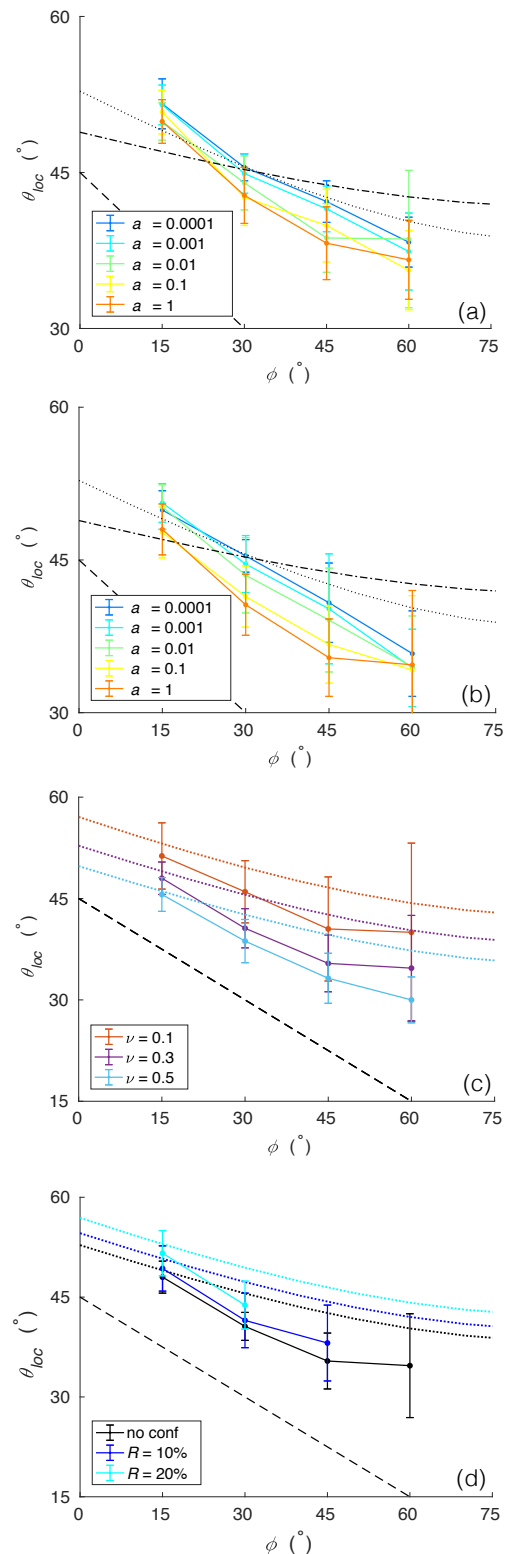 60
45
30
θloc (°)
a = 0.0001
a = 0.001
a = 0.01
a = 0.1
a = 1
(a)
0 15 30 45 60 75
ϕ (°)
60
45
30
θloc (°)
a = 0.0001
a = 0.001
a = 0.01
a = 0.1
a = 1
(b)
0 15 30 45 60 75
ϕ (°)
60
45
30
15
θloc (°)
ν = 0.1
ν = 0.3
ν = 0.5
(c)
0 15 30 45 60 75
ϕ (°)
60
45
30
15
θloc (°)
no conf
R = 10%
R = 20%
(d)
0 15 30 45 60 75
ϕ (°)